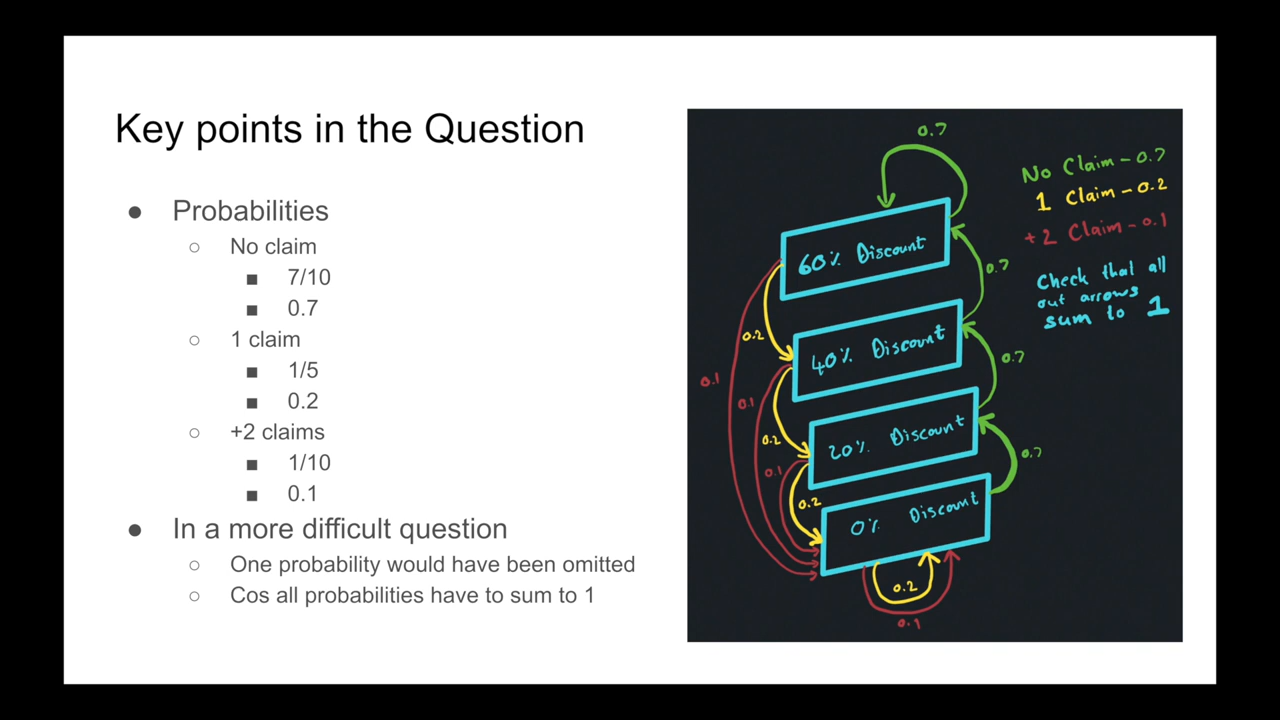 Key points in the Question
● Probabilities
○ No claim
■ 7/10
■ 0.7
○ 1 claim
■ 1/5
■ 0.2
○ +2 claims
■ 1/10
■ 0.1
● In a more difficult question
○ One probability would have been omitted
○ Cos all probabilities have to sum to 1
0.7
No Claim - 0.7
1 Claim - 0.2
+2 Claim - 0.1
60% Discount
0.7
Check that all
out arrows
sum to 1
0.2
40% Discount
0.7
0.1
0.1
0.2
20% Discount
0.7
0.1
0.2
0% Discount
0.2
0.1